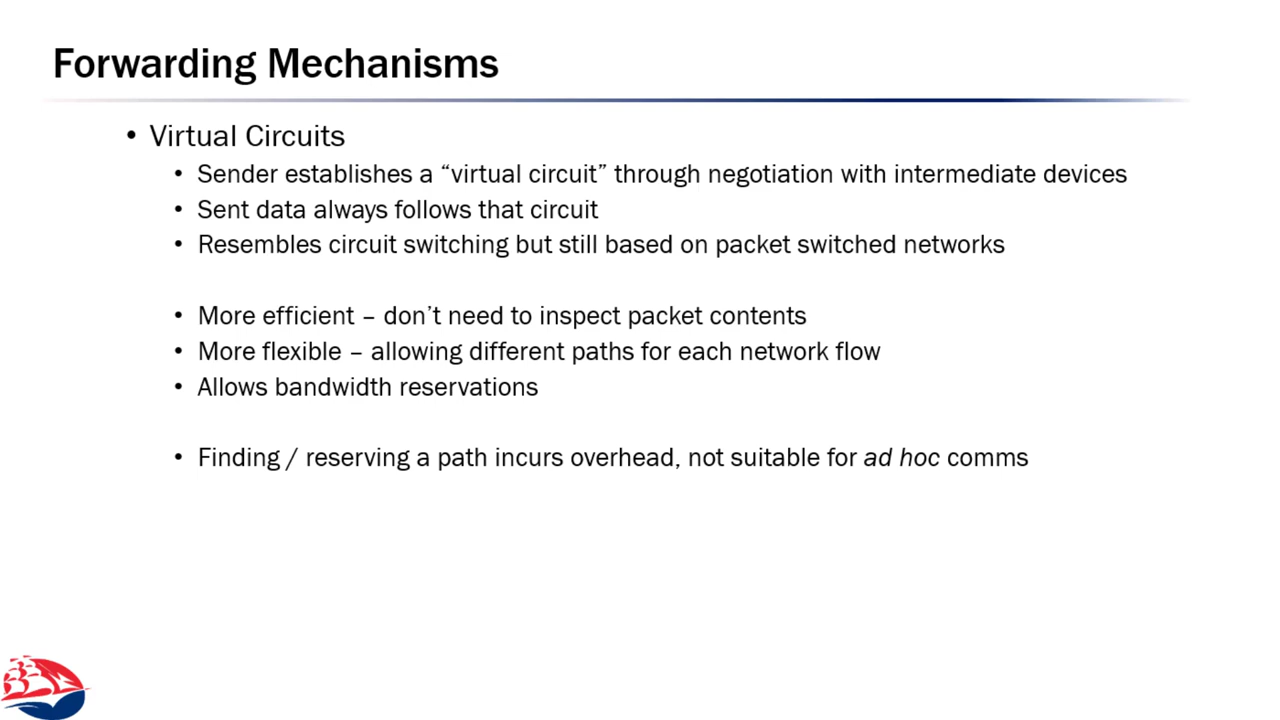 Forwarding Mechanisms
• Virtual Circuits
• Sender establishes a “virtual circuit” through negotiation with intermediate devices
• Sent data always follows that circuit
• Resembles circuit switching but still based on packet switched networks
• More efficient – don’t need to inspect packet contents
• More flexible – allowing different paths for each network flow
• Allows bandwidth reservations
• Finding / reserving a path incurs overhead, not suitable for ad hoc comms